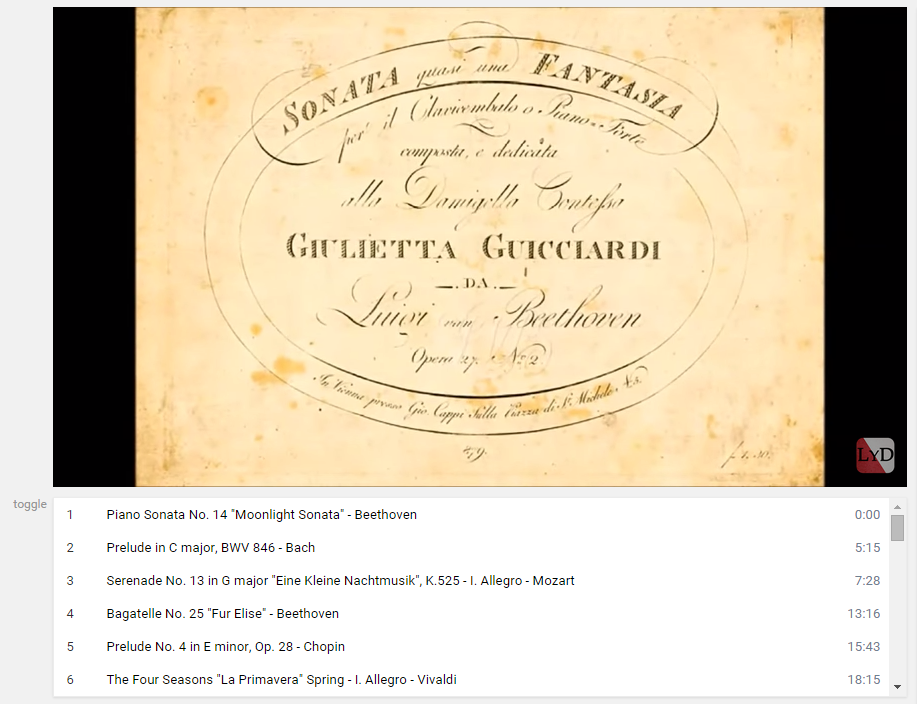 SONATA quasi una FANTASIA
per il Clavicembalo o Piano=Forte
composta, e dedicata
alla Damigella Contessa
GIULIETTA GUICCIARDI
DA
Luigi van Beethoven
Opera 27. No. 2.
In Vienna presso Gio. Cappi Sulla Piazza di St. Michele No. 5.
LYD
toggle
1 Piano Sonata No. 14 "Moonlight Sonata" - Beethoven 0:00
2 Prelude in C major, BWV 846 - Bach 5:15
3 Serenade No. 13 in G major "Eine Kleine Nachtmusik", K.525 - I. Allegro - Mozart 7:28
4 Bagatelle No. 25 "Fur Elise" - Beethoven 13:16
5 Prelude No. 4 in E minor, Op. 28 - Chopin 15:43
6 The Four Seasons "La Primavera" Spring - I. Allegro - Vivaldi 18:15